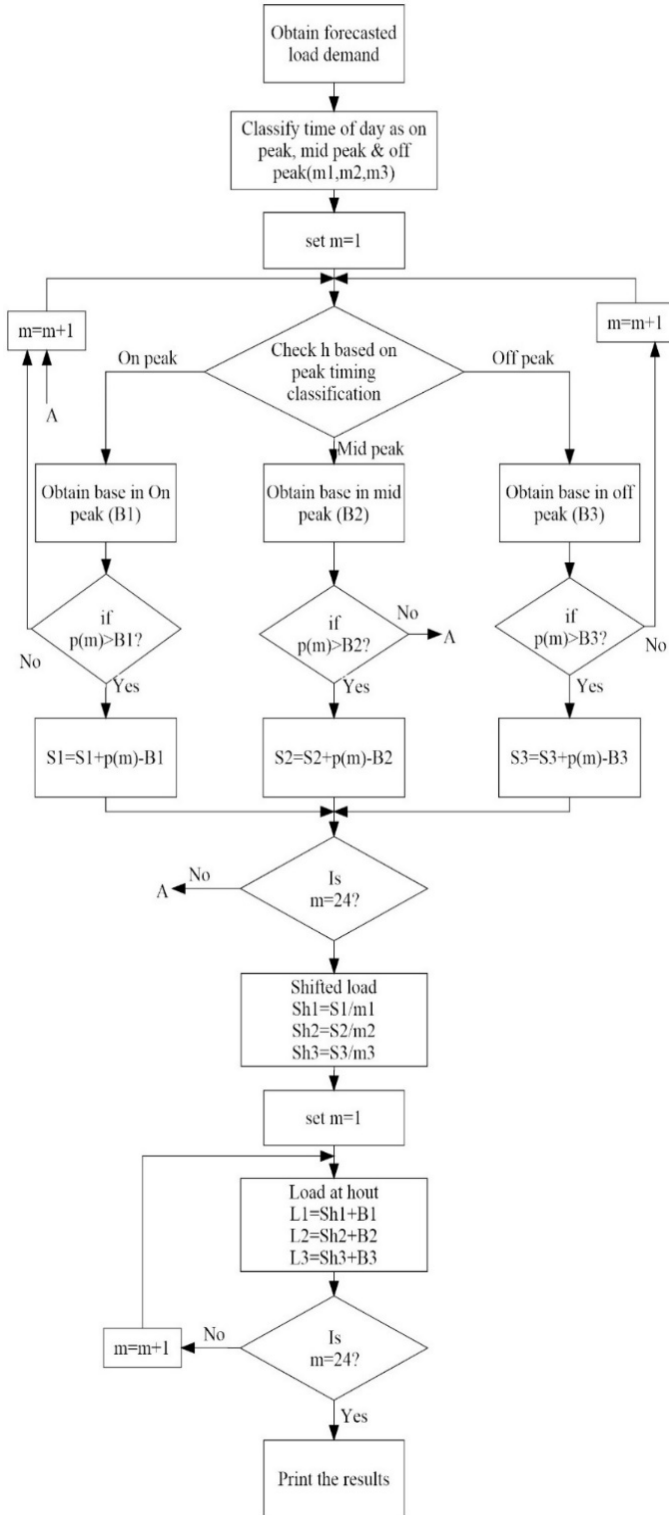 Obtain forecasted
load demand
Classify time of day as on
peak, mid peak & off
peak(m1,m2,m3)
set m=1
m=m+1
m=m+1
On peak
Check h based on
peak timing
classification
Off peak
A
Mid peak
Obtain base in On
peak (B1)
Obtain base in mid
peak (B2)
Obtain base in off
peak (B3)
if
p(m)>B1?
No
Yes
if
p(m)>B2?
No
A
Yes
if
p(m)>B3?
No
Yes
S1=S1+p(m)-B1
S2=S2+p(m)-B2
S3=S3+p(m)-B3
A
No
Is
m=24?
Shifted load
Sh1=S1/m1
Sh2=S2/m2
Sh3=S3/m3
set m=1
Load at hout
L1=Sh1+B1
L2=Sh2+B2
L3=Sh3+B3
m=m+1
No
Is
m=24?
Yes
Print the results